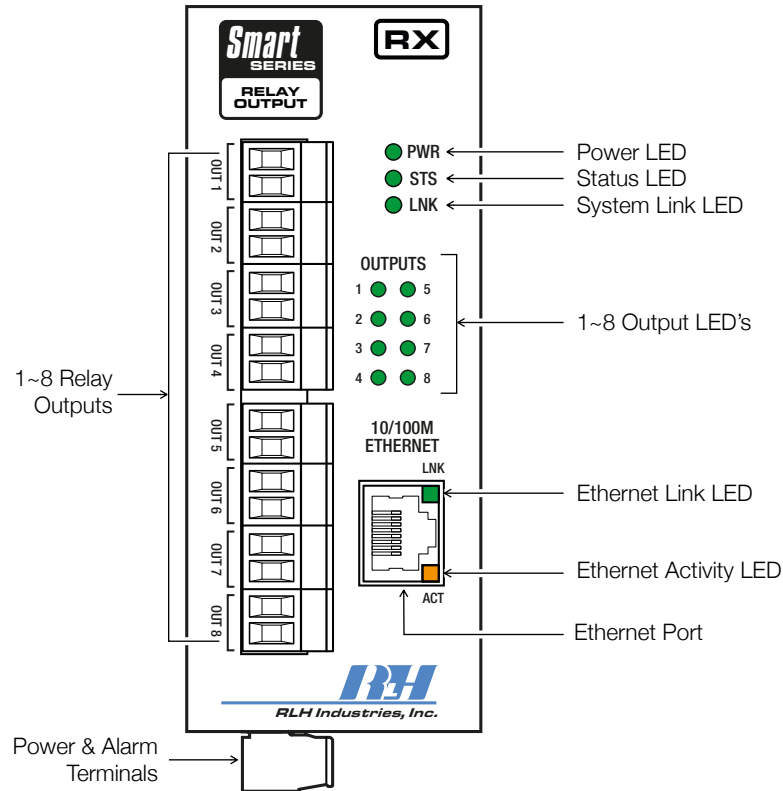 Smart
SERIES
RELAY
OUTPUT
RX
PWR
Power LED
STS
Status LED
LNK
System Link LED
OUT 1
OUT 2
OUT 3
OUT 4
OUT 5
OUT 6
OUT 7
OUT 8
OUTPUTS
1 5
2 6
3 7
4 8
1~8 Output LED's
1~8 Relay
Outputs
10/100M
ETHERNET
LNK
Ethernet Link LED
Ethernet Activity LED
ACT
Ethernet Port
RLH
RLH Industries, Inc.
Power & Alarm
Terminals